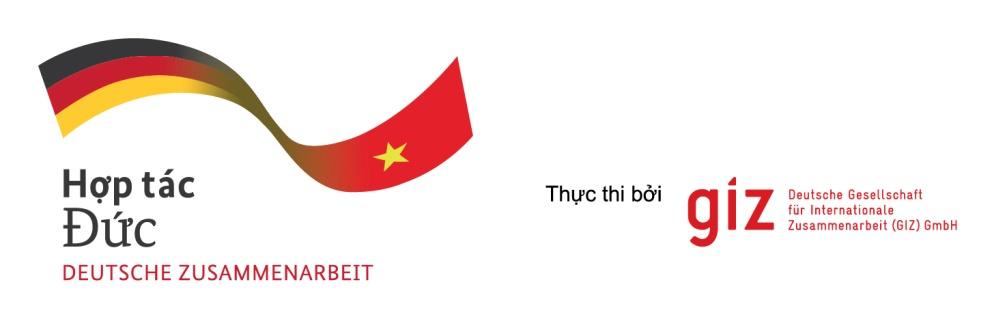 Hợp tác
Đức
DEUTSCHE ZUSAMMENARBEIT
Thực thi bởi
giz
Deutsche Gesellschaft
für Internationale
Zusammenarbeit (GIZ) GmbH